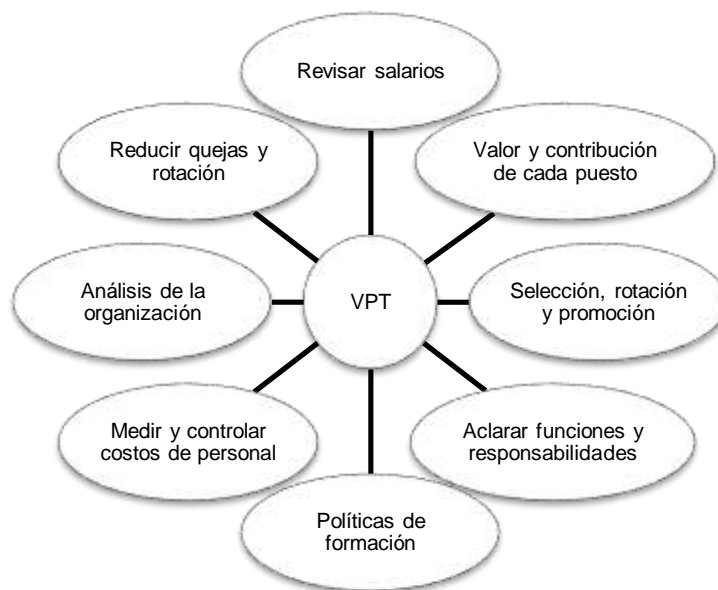 Revisar salarios
Reducir quejas y
rotación
Valor y contribución
de cada puesto
Análisis de la
organización
VPT
Selección, rotación
y promoción
Medir y controlar
costos de personal
Aclarar funciones y
responsabilidades
Políticas de
formación